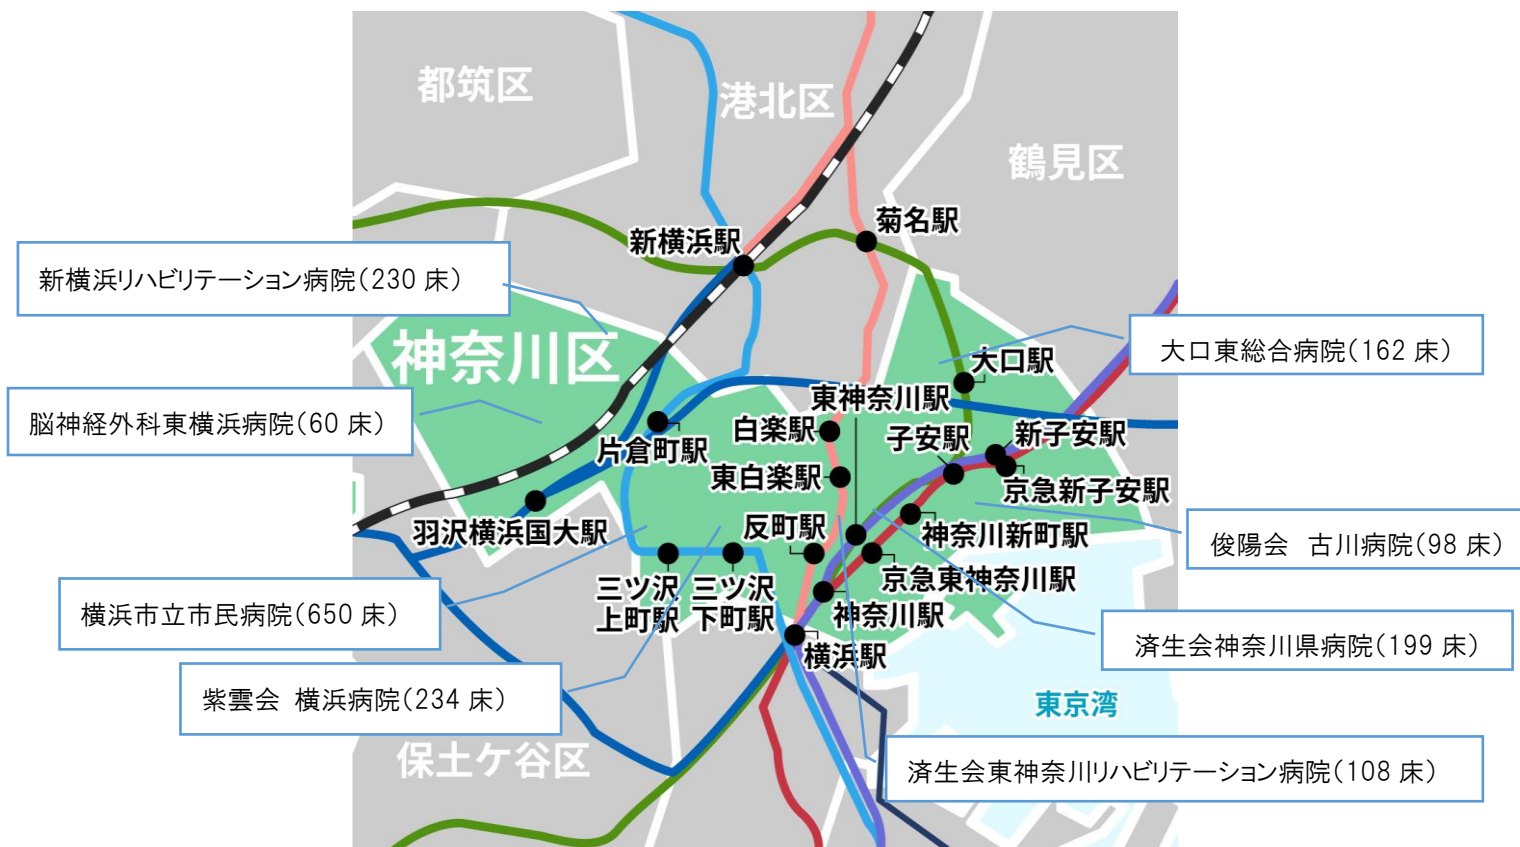 都筑区
港北区
鶴見区
菊名駅
新横浜駅
新横浜リハビリテーション病院(230 床)
神奈川区
大口東総合病院(162 床)
大口駅
東神奈川駅
脳神経外科東横浜病院(60 床)
白楽駅
子安駅
新子安駅
片倉町駅
東白楽駅
京急新子安駅
羽沢横浜国大駅
反町駅
神奈川新町駅
俊陽会 古川病院(98 床)
三ツ沢
上町駅
三ツ沢
下町駅
京急東神奈川駅
横浜市立市民病院(650 床)
神奈川駅
横浜駅
済生会神奈川県病院(199 床)
紫雲会 横浜病院(234 床)
東京湾
保土ケ谷区
済生会東神奈川リハビリテーション病院(108 床)